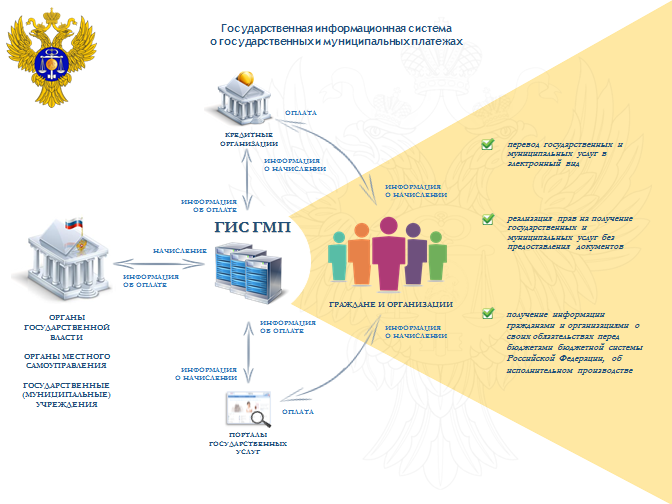 Государственная информационная система
о государственных и муниципальных платежах
ОПЛАТА
КРЕДИТНЫЕ
ОРГАНИЗАЦИИ
ИНФОРМАЦИЯ
О НАЧИСЛЕНИИ
ИНФОРМАЦИЯ
О НАЧИСЛЕНИИ
ИНФОРМАЦИЯ
ОБ ОПЛАТЕ
ГИС ГМП
НАЧИСЛЕНИЕ
ИНФОРМАЦИЯ
ОБ ОПЛАТЕ
ГРАЖДАНЕ И ОРГАНИЗАЦИИ
ОРГАНЫ
ГОСУДАРСТВЕННОЙ
ВЛАСТИ
ОРГАНЫ МЕСТНОГО
САМОУПРАВЛЕНИЯ
ГОСУДАРСТВЕННЫЕ
(МУНИЦИПАЛЬНЫЕ)
УЧРЕЖДЕНИЯ
ИНФОРМАЦИЯ
ОБ ОПЛАТЕ
ИНФОРМАЦИЯ
О НАЧИСЛЕНИИ
ИНФОРМАЦИЯ
О НАЧИСЛЕНИИ
ОПЛАТА
ПОРТАЛЫ
ГОСУДАРСТВЕННЫХ
УСЛУГ
перевод государственных и
муниципальных услуг в
электронный вид
реализация прав на получение
государственных и
муниципальных услуг без
предоставления документов
получение информации
гражданами и организациями о
своих обязательствах перед
бюджетами бюджетной системы
Российской Федерации, об
исполнительном производстве